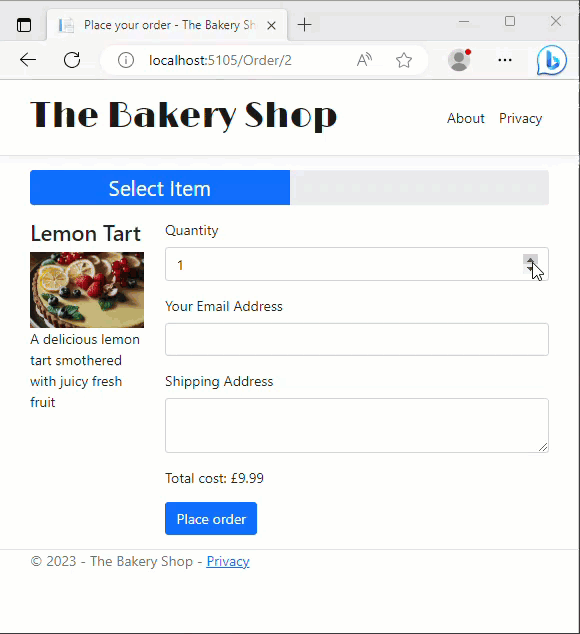 Place your order - The Bakery Sh
localhost:5105/Order/2
The Bakery Shop
About
Privacy
Select Item
Lemon Tart
A delicious lemon
tart smothered
with juicy fresh
fruit
Quantity
1
Your Email Address
Shipping Address
Total cost: £9.99
Place order
© 2023 - The Bakery Shop - Privacy